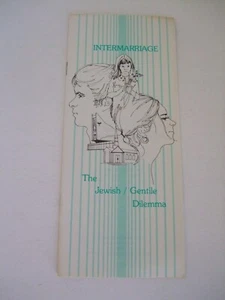 INTERMARRIAGE
The
Jewish / Gentile
Dilemma